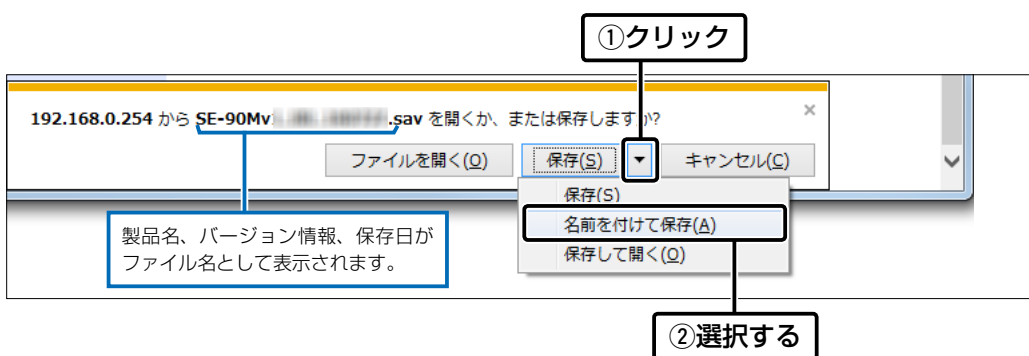 ①クリック
192.168.0.254 から SE-90Mv .sav を開くか、または保存しますか?
ファイルを開く(O) 保存(S) キャンセル(C)
保存(S)
名前を付けて保存(A)
保存して開く(O)
製品名、バージョン情報、保存日が
ファイル名として表示されます。
②選択する